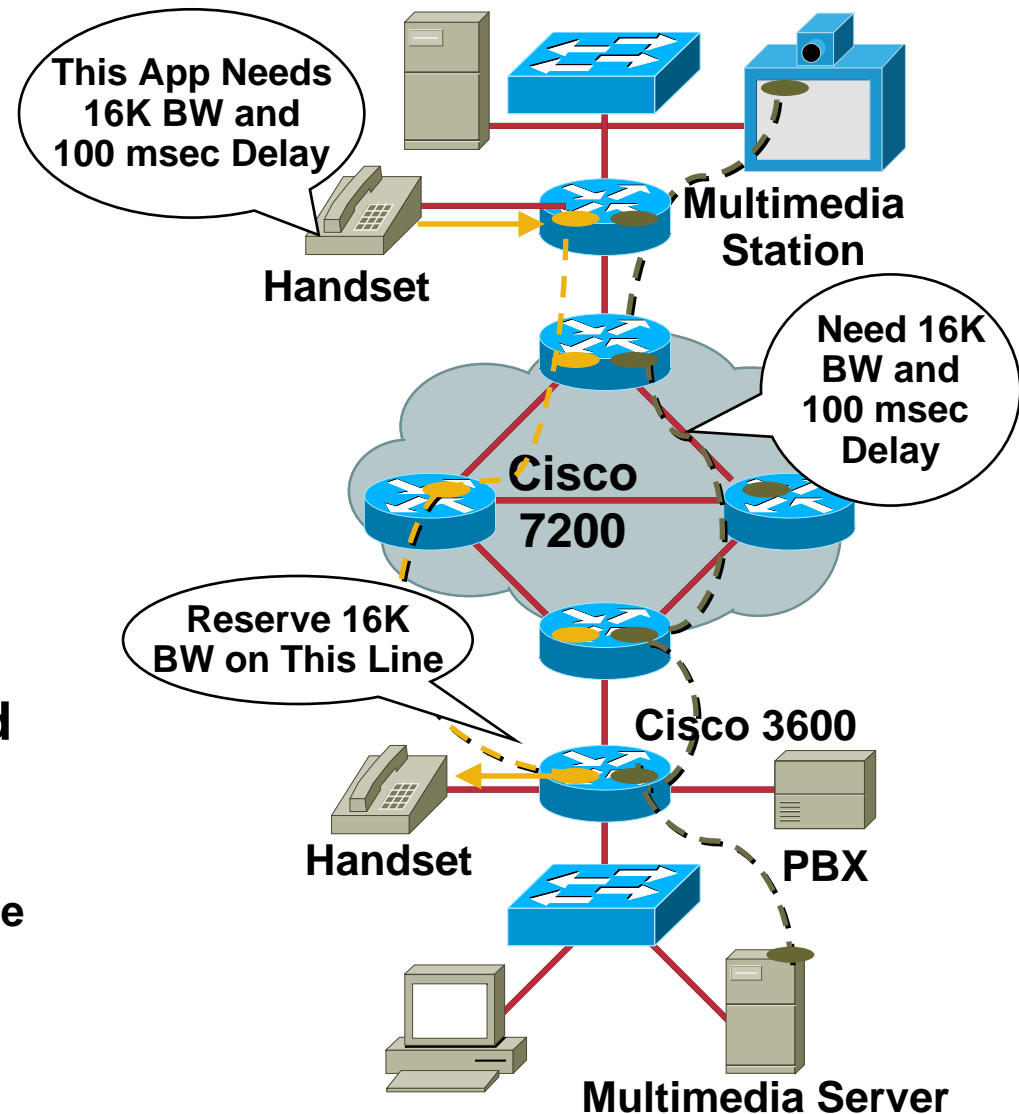 This App Needs
16K BW and
100 msec Delay
Handset
Multimedia
Station
Need 16K
BW and
100 msec
Delay
Cisco
7200
Reserve 16K
BW on This Line
Cisco 3600
Handset
PBX
Multimedia Server
d
e